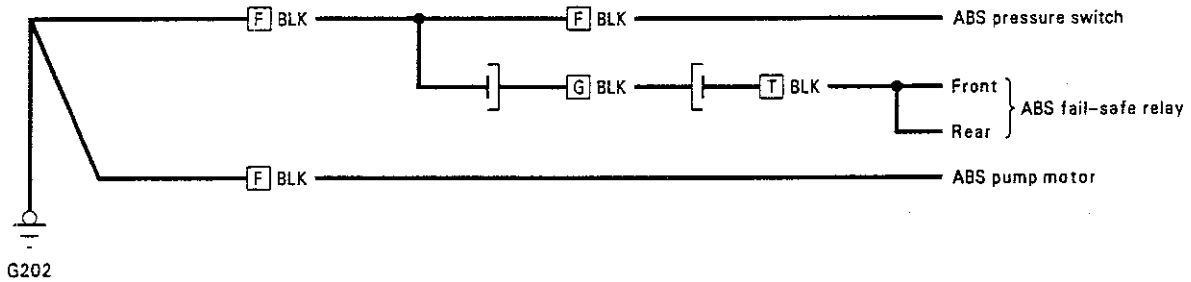 F BLK F BLK ABS pressure switch
G BLK T BLK Front
ABS fail-safe relay
Rear
F BLK ABS pump motor
G202